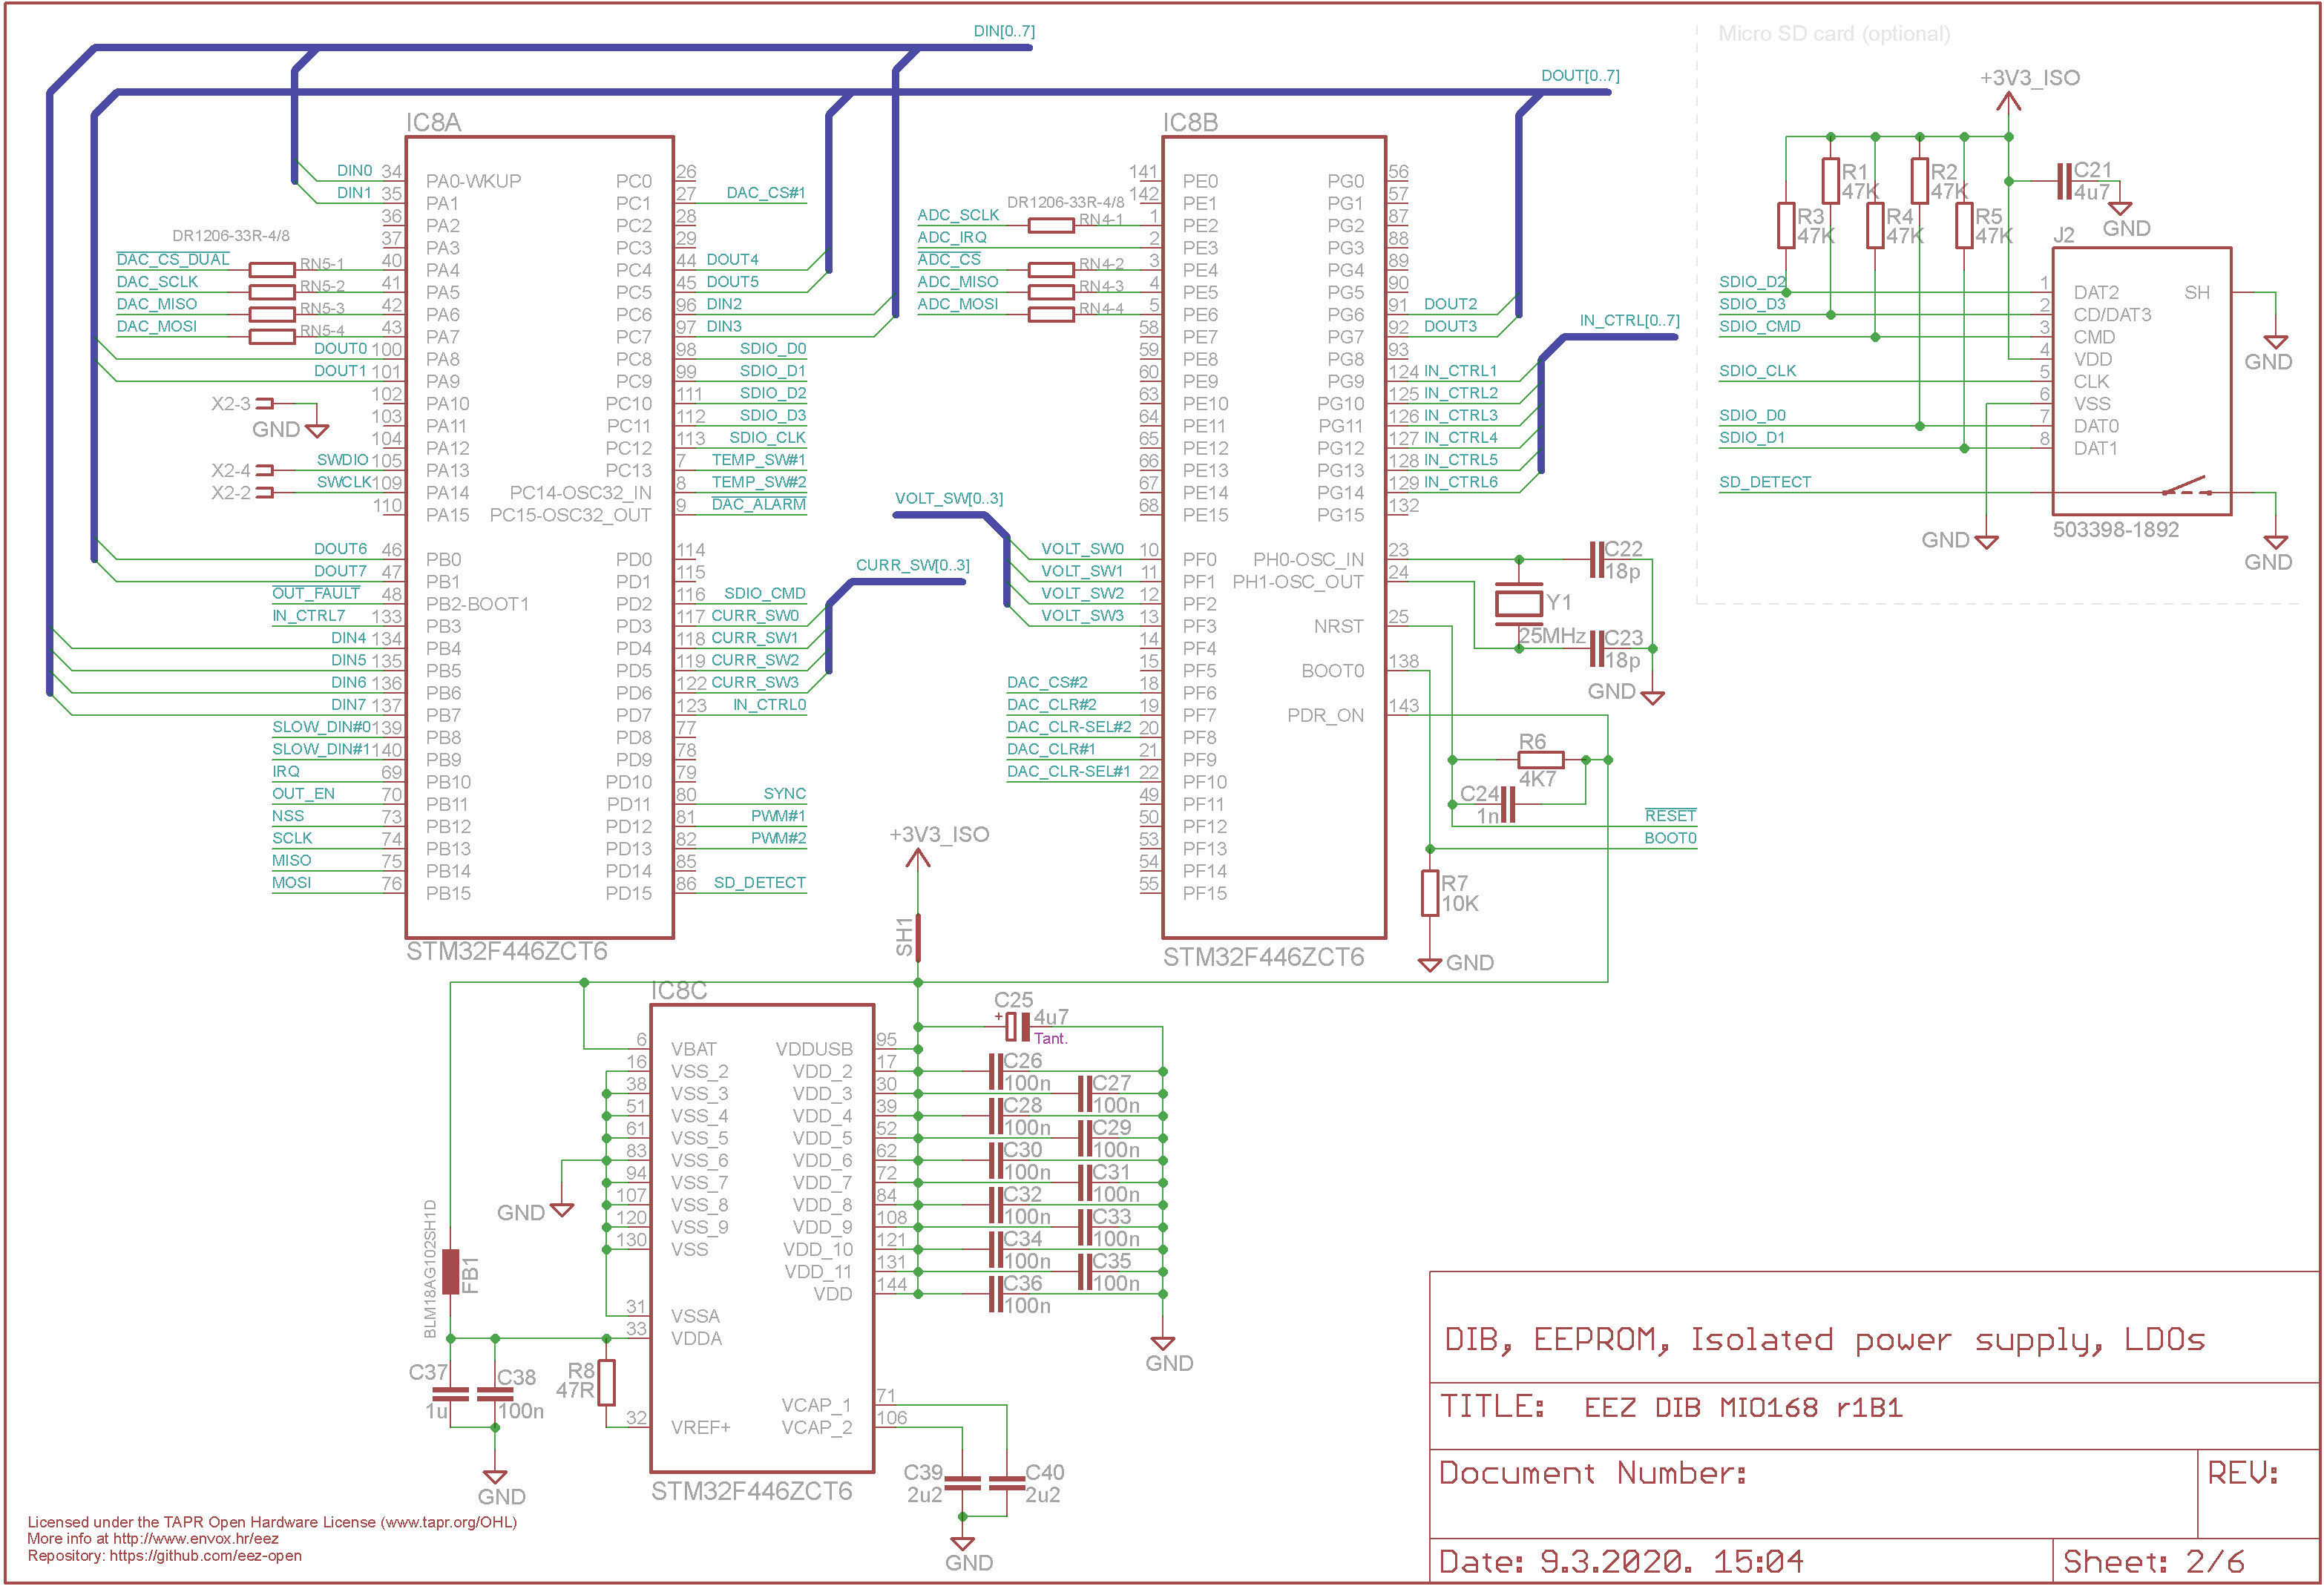 DIN[0..7]
DOUT[0..7]
Micro SD card (optional)
+3V3_ISO
IC8A
DIN0 34 PA0-WKUP
DIN1 35 PA1
36 PA2
37 PA3
DR1206-33R-4/8
DAC_CS_DUAL RN5-1 40 PA4
DAC_SCLK RN5-2 41 PA5
DAC_MISO RN5-3 42 PA6
DAC_MOSI RN5-4 43 PA7
DOUT0 100 PA8
DOUT1 101 PA9
X2-3 102 PA10
GND
103 PA11
104 PA12
X2-4 SWDIO 105 PA13
X2-2 SWCLK 109 PA14
110 PA15
DOUT6 46 PB0
DOUT7 47 PB1
OUT_FAULT 48 PB2-BOOT1
IN_CTRL7 133 PB3
DIN4 134 PB4
DIN5 135 PB5
DIN6 136 PB6
DIN7 137 PB7
SLOW_DIN#0 139 PB8
SLOW_DIN#1 140 PB9
IRQ 69 PB10
OUT_EN 70 PB11
NSS 73 PB12
SCLK 74 PB13
MISO 75 PB14
MOSI 76 PB15
PC0 26
PC1 27 DAC_CS#1
PC2 28
PC3 29
PC4 44 DOUT4
PC5 45 DOUT5
PC6 96 DIN2
PC7 97 DIN3
PC8 98 SDIO_D0
PC9 99 SDIO_D1
PC10 111 SDIO_D2
PC11 112 SDIO_D3
PC12 113 SDIO_CLK
PC13 7 TEMP_SW#1
PC14-OSC32_IN 8 TEMP_SW#2
PC15-OSC32_OUT 9 DAC_ALARM
CURR_SW[0..3]
PD0 114
PD1 115
PD2 116 SDIO_CMD
PD3 117 CURR_SW0
PD4 118 CURR_SW1
PD5 119 CURR_SW2
PD6 122 CURR_SW3
PD7 123 IN_CTRL0
PD8 77
PD9 78
PD10 79
PD11 80 SYNC
PD12 81 PWM#1
PD13 82 PWM#2
PD14 85
PD15 86 SD_DETECT
STM32F446ZCT6
IC8B
141 PE0
142 PE1
DR1206-33R-4/8
ADC_SCLK RN4-1 1 PE2
ADC_IRQ 2 PE3
ADC_CS RN4-2 3 PE4
ADC_MISO RN4-3 4 PE5
ADC_MOSI RN4-4 5 PE6
58 PE7
59 PE8
60 PE9
63 PE10
64 PE11
65 PE12
66 PE13
67 PE14
68 PE15
VOLT_SW[0..3]
VOLT_SW0 10 PF0
VOLT_SW1 11 PF1
VOLT_SW2 12 PF2
VOLT_SW3 13 PF3
14 PF4
15 PF5
DAC_CS#2 18 PF6
DAC_CLR#2 19 PF7
DAC_CLR-SEL#2 20 PF8
DAC_CLR#1 21 PF9
DAC_CLR-SEL#1 22 PF10
49 PF11
50 PF12
53 PF13
54 PF14
55 PF15
PG0 56
PG1 57
PG2 87
PG3 88
PG4 89
PG5 90
PG6 91 DOUT2
PG7 92 DOUT3
PG8 93
IN_CTRL[0..7]
PG9 124 IN_CTRL1
PG10 125 IN_CTRL2
PG11 126 IN_CTRL3
PG12 127 IN_CTRL4
PG13 128 IN_CTRL5
PG14 129 IN_CTRL6
PG15 132
PH0-OSC_IN 23
PH1-OSC_OUT 24
NRST 25
BOOT0 138
PDR_ON 143
C22
18p
Y1
25MHz
C23
18p
GND
R6
4K7
C24
1n
RESET
BOOT0
R7
10K
GND
STM32F446ZCT6
R1
47K
R2
47K
R3
47K
R4
47K
R5
47K
C21
4u7
GND
J2
SDIO_D2 1 DAT2
SH
SDIO_D3 2 CD/DAT3
SDIO_CMD 3 CMD
4 VDD
SDIO_CLK 5 CLK
6 VSS
SDIO_D0 7 DAT0
SDIO_D1 8 DAT1
SD_DETECT
GND
GND
GND
503398-1892
+3V3_ISO
SH1
IC8C
6 VBAT
16 VSS_2
38 VSS_3
51 VSS_4
61 VSS_5
83 VSS_6
94 VSS_7
107 VSS_8
120 VSS_9
130 VSS
31 VSSA
33 VDDA
32 VREF+
GND
VDDUSB 95
VDD_2 17
VDD_3 30
VDD_4 39
VDD_5 52
VDD_6 62
VDD_7 72
VDD_8 84
VDD_9 108
VDD_10 121
VDD_11 131
VDD 144
VCAP_1 71
VCAP_2 106
C25
+ 4u7
Tant.
C26
100n
C27
100n
C28
100n
C29
100n
C30
100n
C31
100n
C32
100n
C33
100n
C34
100n
C35
100n
C36
100n
GND
BLM18AG102SH1D
FB1
C37
1u
C38
100n
GND
R8
47R
C39
2u2
C40
2u2
GND
STM32F446ZCT6
Licensed under the TAPR Open Hardware License (www.tapr.org/OHL)
More info at http://www.envox.hr/eez
Repository: https://github.com/eez-open
DIB, EEPROM, Isolated power supply, LDOs
TITLE: EEZ DIB MIO168 r1B1
Document Number:
REV:
Date: 9.3.2020. 15:04
Sheet: 2/6